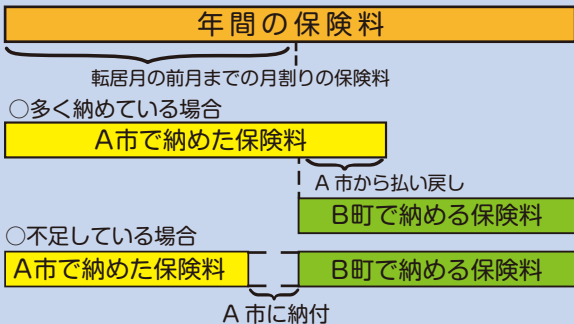 年間の保険料
転居月の前月までの月割りの保険料
○多く納めている場合
A市で納めた保険料
A 市から払い戻し
B町で納める保険料
○不足している場合
A市で納めた保険料
B町で納める保険料
A 市に納付